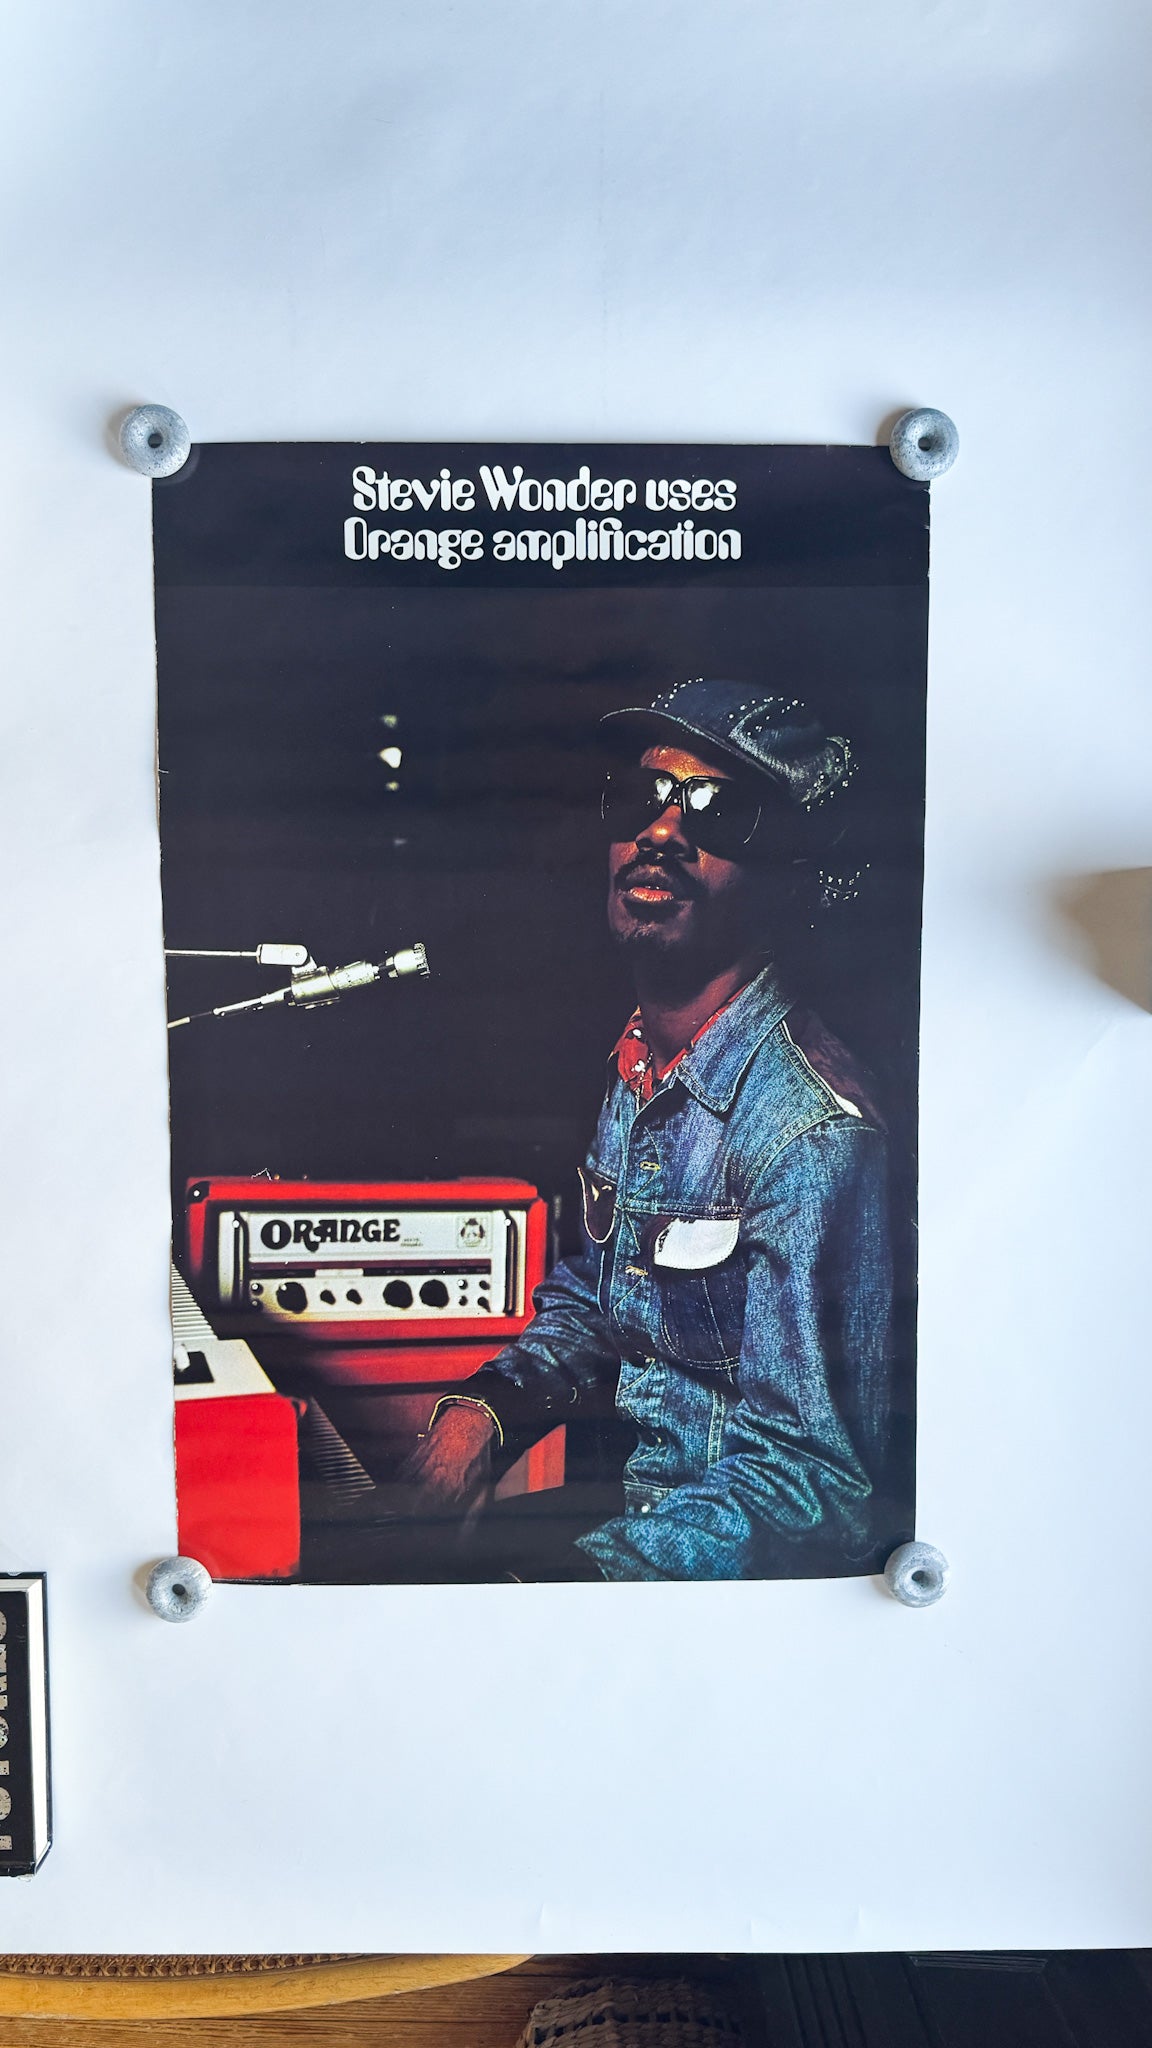 Stevie Wonder uses
Orange amplification
ORANGE